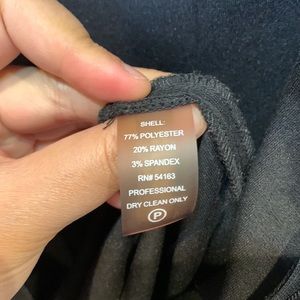 SHELL:
77% POLYESTER
20% RAYON
3% SPANDEX
RN# 54163
PROFESSIONAL
DRY CLEAN ONLY
P